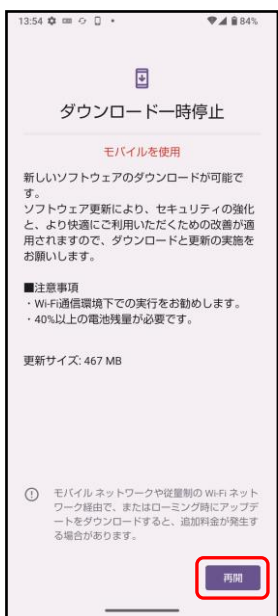 13:54 84%
ダウンロード一時停止
モバイルを使用
新しいソフトウェアのダウンロードが可能で
す。
ソフトウェア更新により、セキュリティの強化
と、より快適にご利用いただくための改善が適
用されますので、ダウンロードと更新の実施を
お願いします。
■注意事項
・Wi-Fi通信環境下での実行をお勧めします。
・40%以上の電池残量が必要です。
更新サイズ: 467 MB
モバイル ネットワークや従量制の Wi-Fi ネット
ワーク経由で、またはローミング時にアップデ
ートをダウンロードすると、追加料金が発生す
る場合があります。
再開